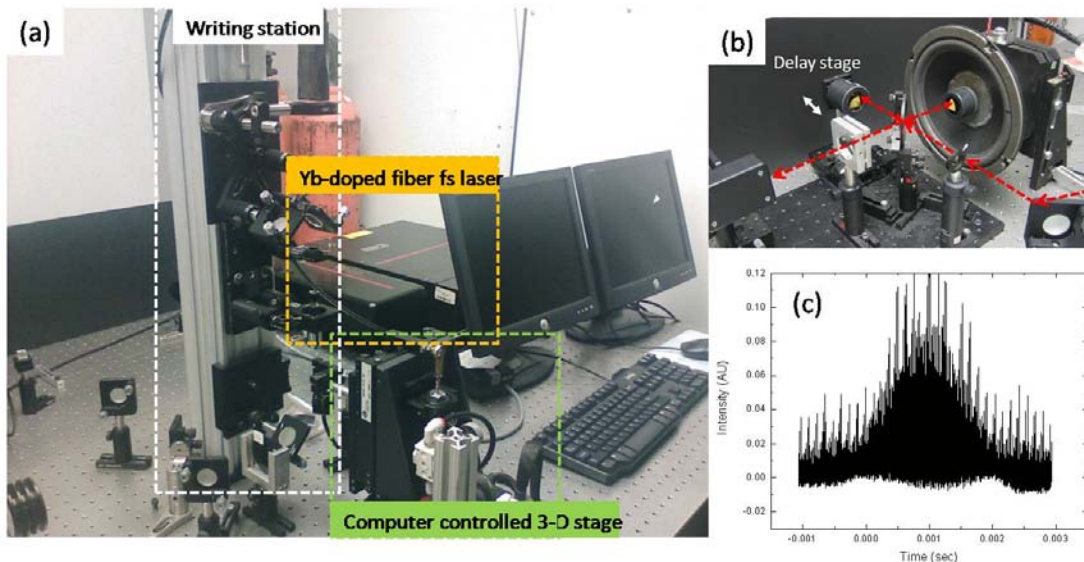 (a)
Writing station
Yb-doped fiber fs laser
Computer controlled 3-D stage
(b)
Delay stage
(c)
0.12
0.10
0.08
0.06
0.04
0.02
0.00
-0.02
Intensity (AU)
-0.001
0.000
0.001
0.002
0.003
Time (sec)